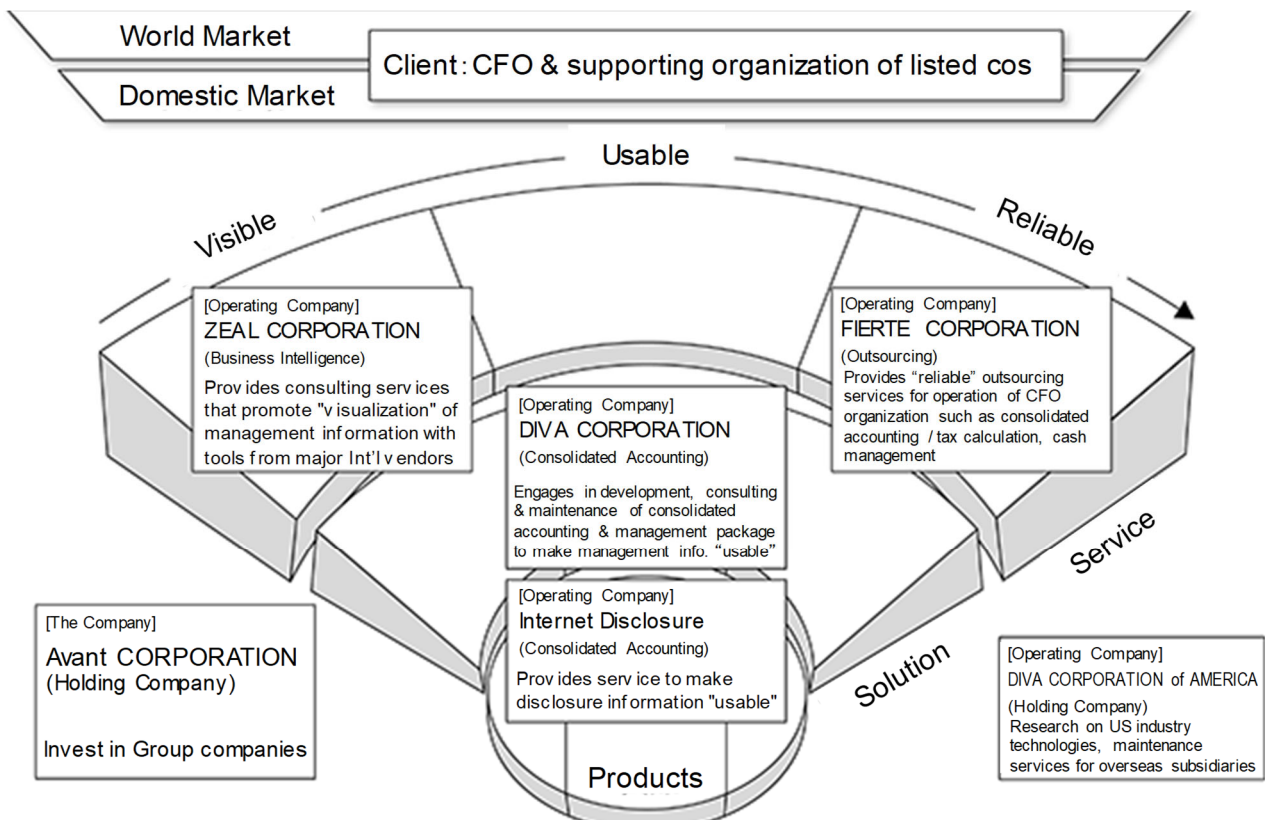 World Market
Client: CFO & supporting organization of listed cos
Domestic Market
Usable
Visible
Reliable
[Operating Company]
ZEAL CORPORATION
(Business Intelligence)
Provides consulting services
that promote "visualization" of
management information with
tools from major Int'l vendors
[Operating Company]
FIERTE CORPORATION
(Outsourcing)
Provides “reliable” outsourcing
services for operation of CFO
organization such as consolidated
accounting / tax calculation, cash
management
[Operating Company]
DIVA CORPORATION
(Consolidated Accounting)
Engages in development, consulting
& maintenance of consolidated
accounting & management package
to make management info. “usable”
Service
[Operating Company]
Internet Disclosure
(Consolidated Accounting)
Provides service to make
disclosure information "usable"
Solution
[The Company]
Avant CORPORATION
(Holding Company)
Invest in Group companies
[Operating Company]
DIVA CORPORATION of AMERICA
(Holding Company)
Research on US industry
technologies, maintenance
services for overseas subsidiaries
Products